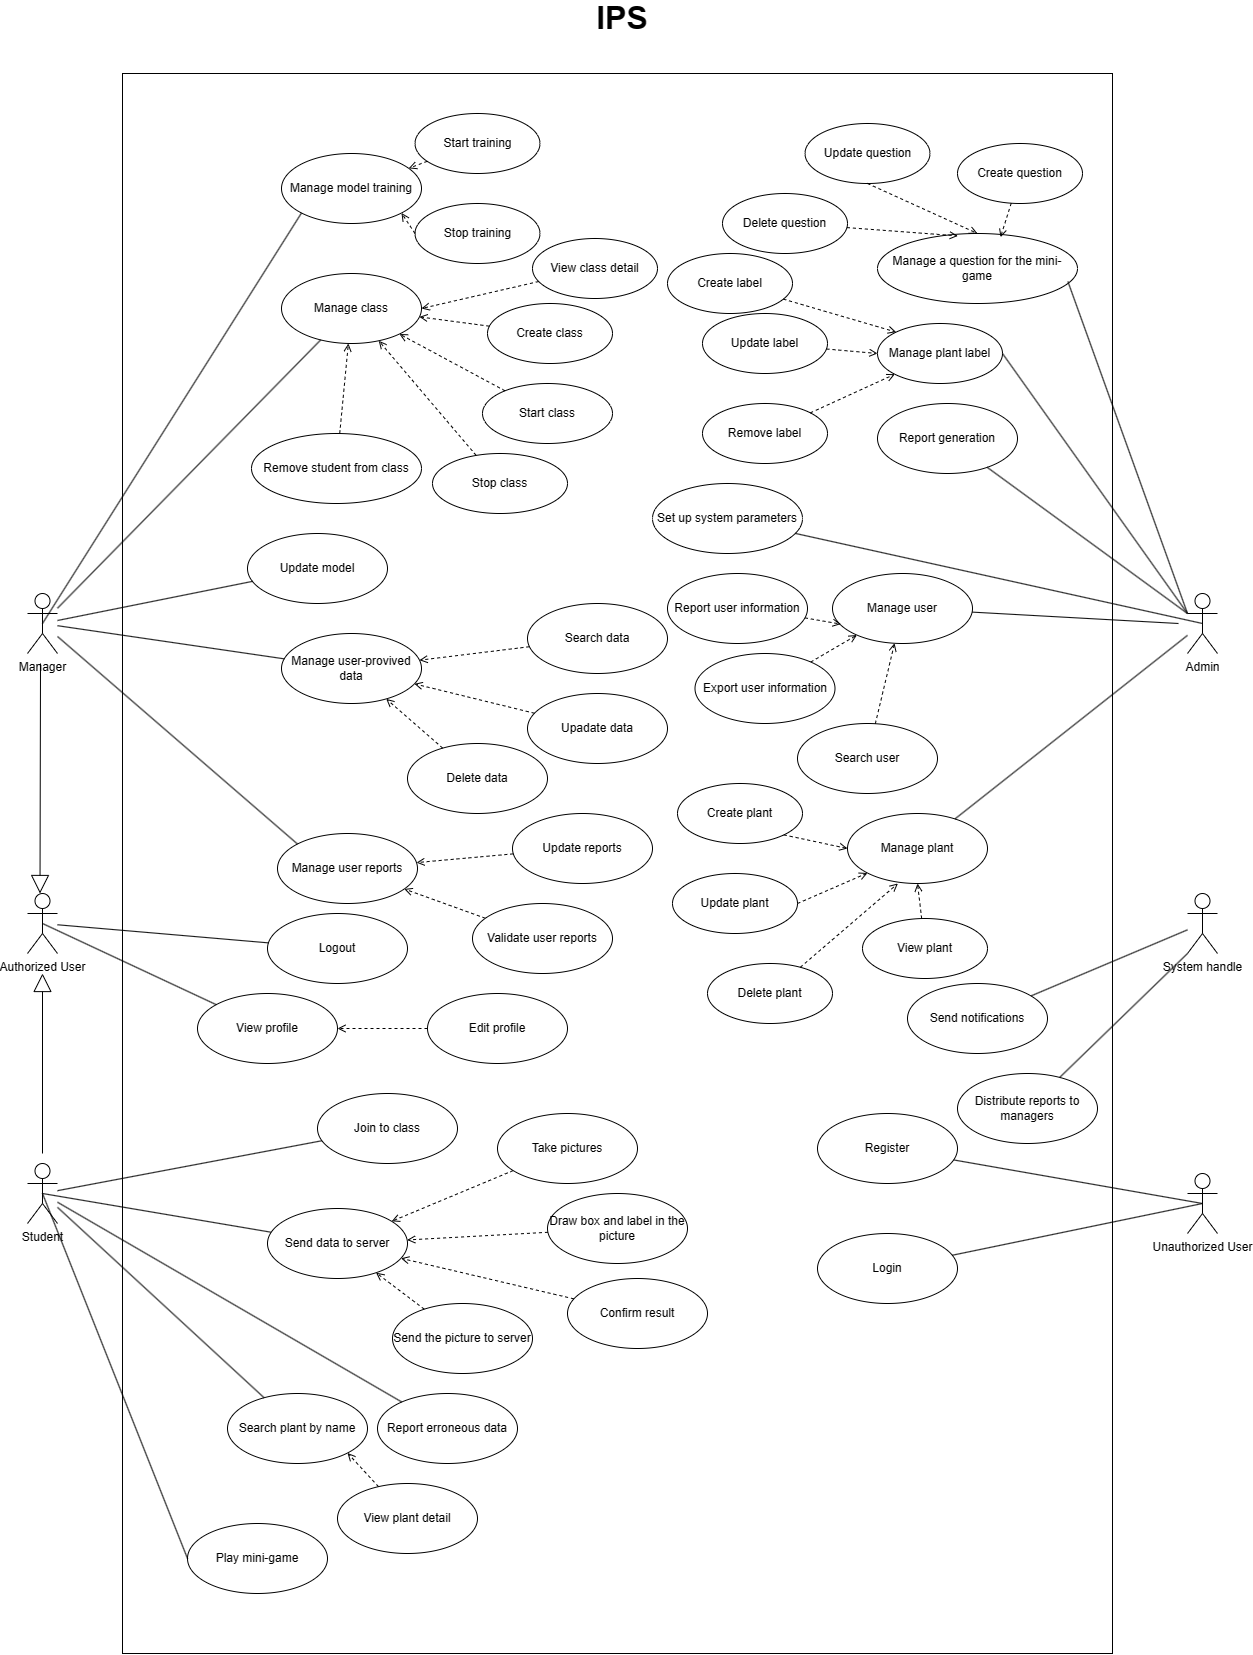 IPS
Start training
Manage model training
Stop training
View class detail
Manage class
Create class
Start class
Remove student from class
Stop class
Update model
Manager
Search data
Manage user-provived
data
Upadate data
Delete data
Update reports
Manage user reports
Validate user reports
Logout
Authorized User
View profile
Edit profile
Join to class
Take pictures
Student
Send data to server
Draw box and label in the
picture
Confirm result
Send the picture to server
Search plant by name
Report erroneous data
View plant detail
Play mini-game
Update question
Create question
Delete question
Manage a question for the mini-
game
Create label
Update label
Manage plant label
Remove label
Report generation
Set up system parameters
Report user information
Manage user
Export user information
Search user
Admin
Create plant
Manage plant
Update plant
View plant
Delete plant
System handle
Send notifications
Distribute reports to
managers
Register
Unauthorized User
Login